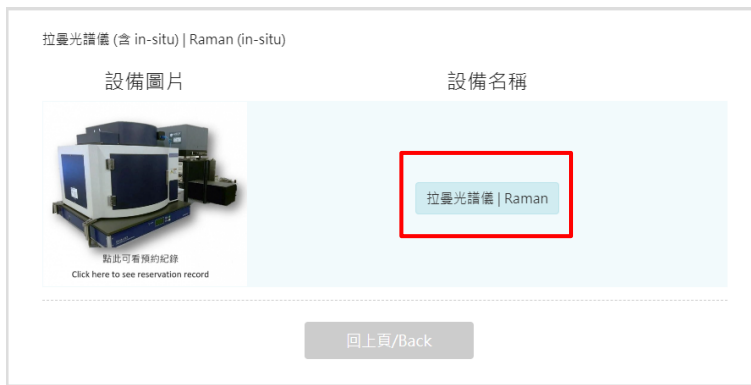 拉曼光譜儀 (含 in-situ) | Raman (in-situ)
設備圖片
設備名稱
拉曼光譜儀 | Raman
點此可看預約紀錄
Click here to see reservation record
回上頁/Back